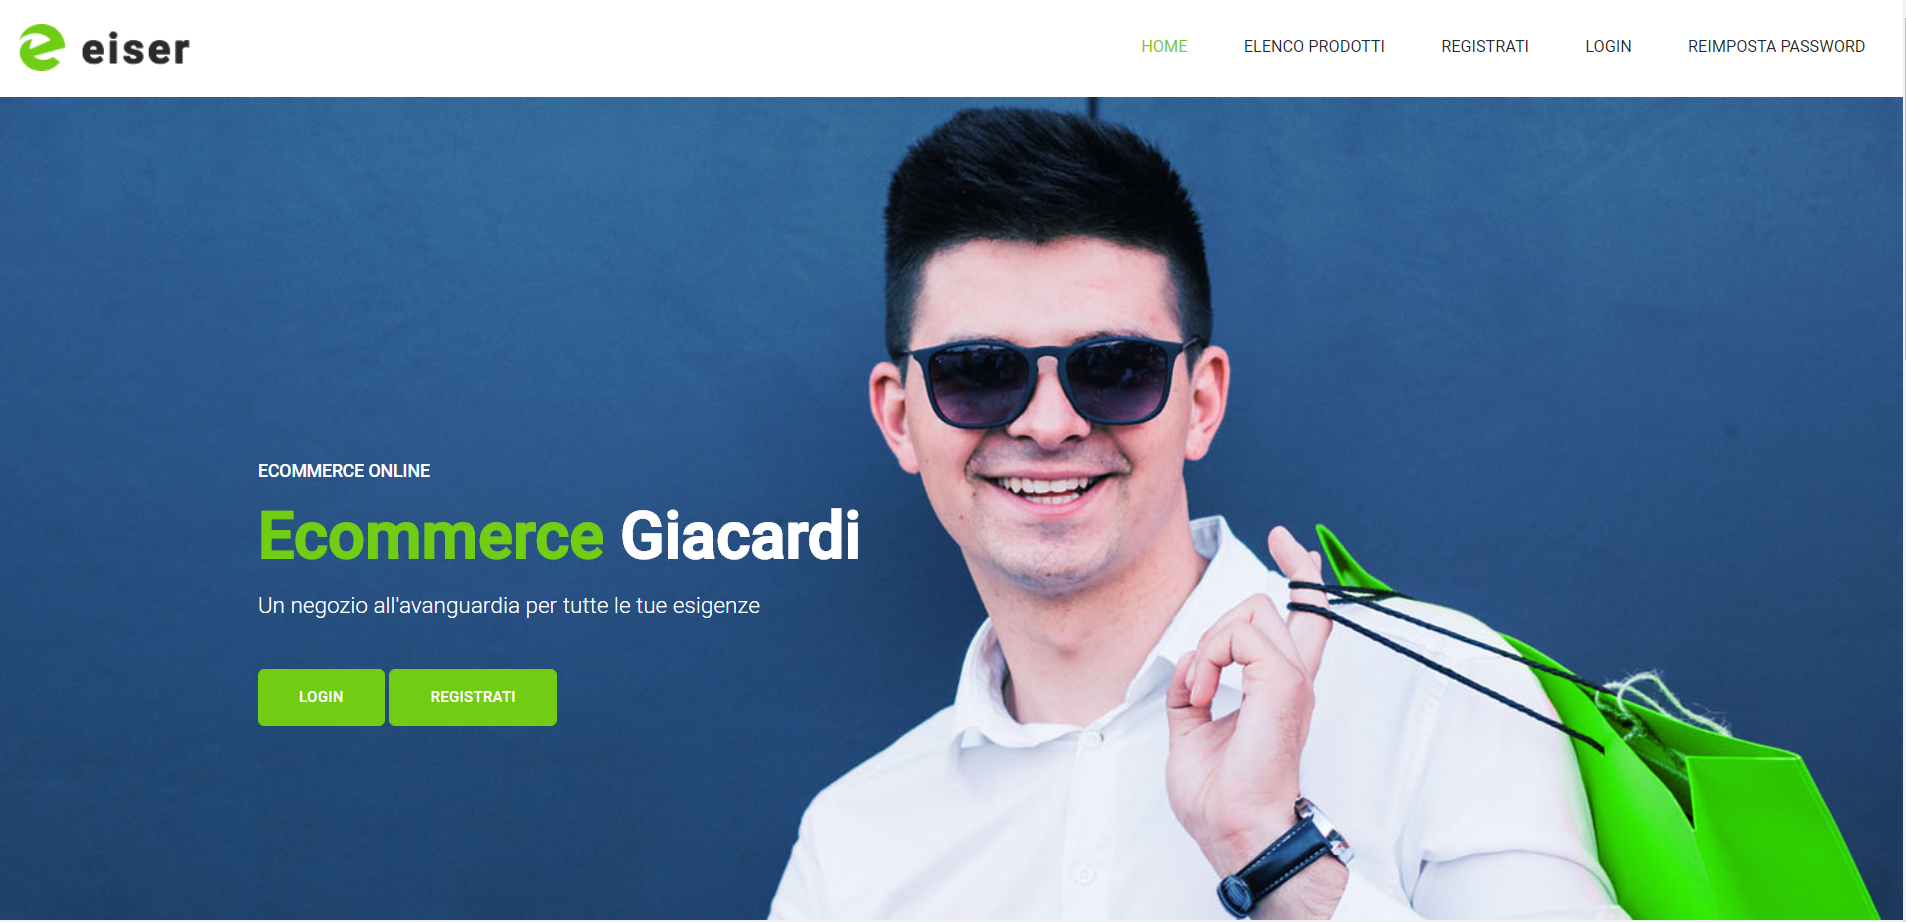 eiser
HOME ELENCO PRODOTTI REGISTRATI LOGIN REIMPOSTA PASSWORD
ECOMMERCE ONLINE
Ecommerce Giacardi
Un negozio all'avanguardia per tutte le tue esigenze
LOGIN REGISTRATI